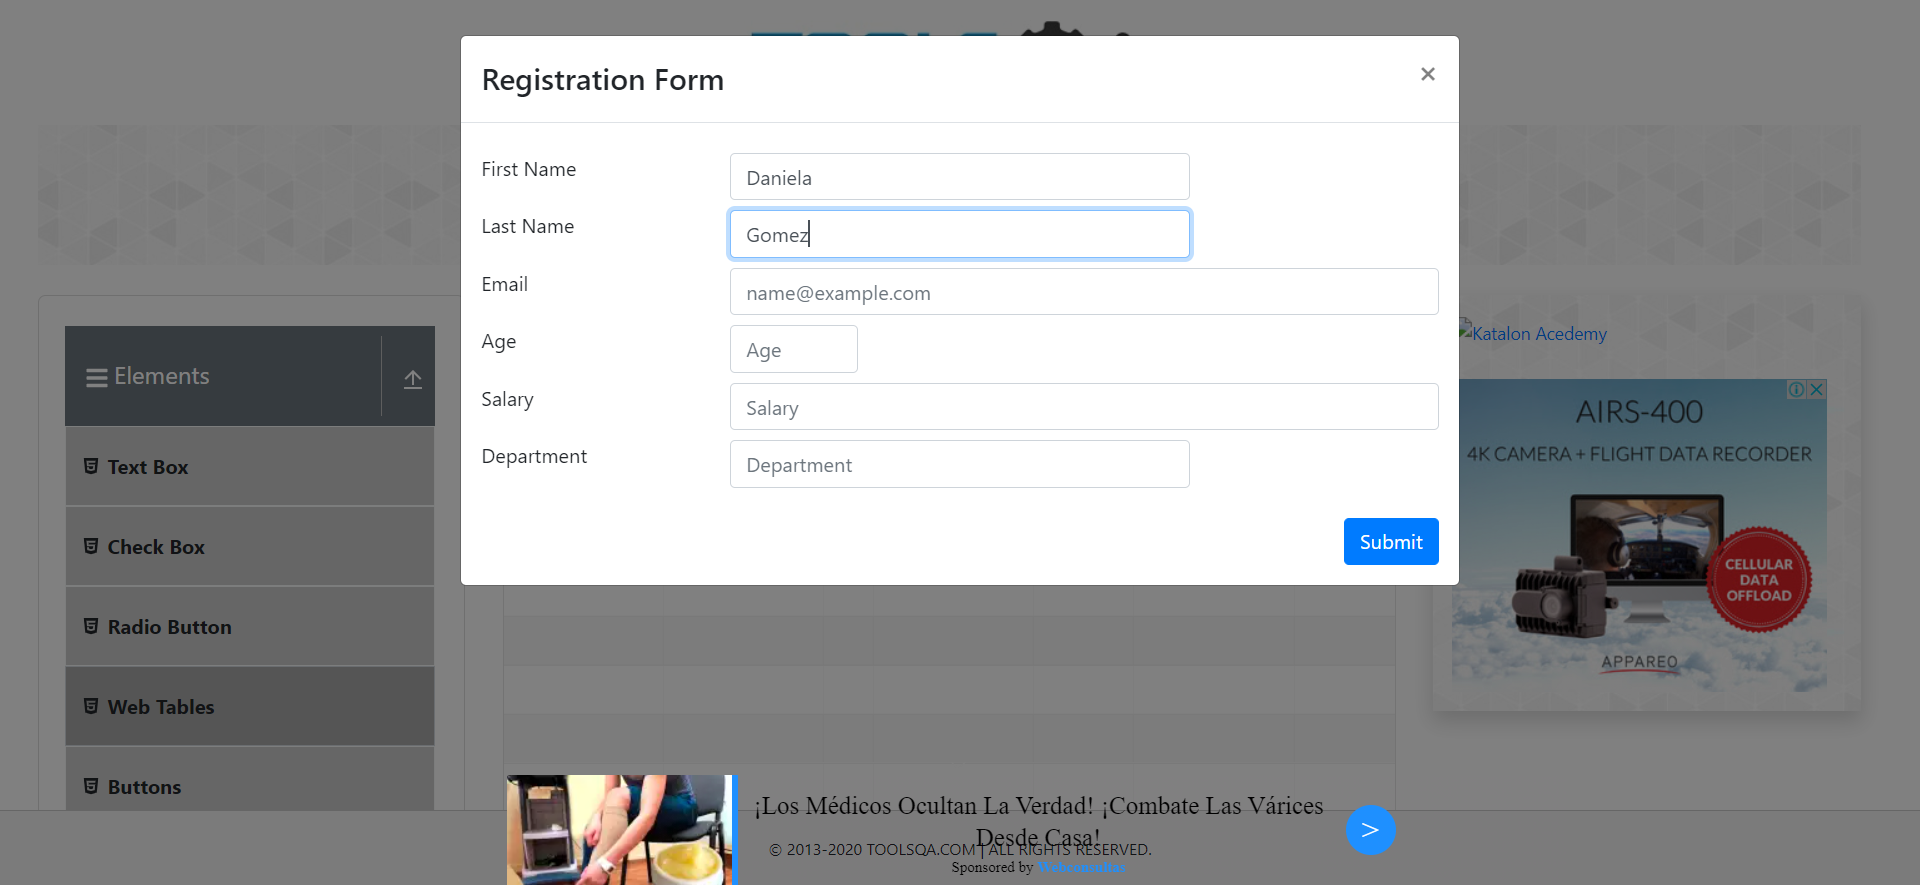 Registration Form
×
First Name
Daniela
Last Name
Gomez
Email
name@example.com
Age
Age
Salary
Salary
Department
Department
Submit
Elements
Text Box
Check Box
Radio Button
Web Tables
Buttons
Katalon Acedemy
AIRS-400
4K CAMERA + FLIGHT DATA RECORDER
CELLULAR
DATA
OFFLOAD
APPAREO
¡Los Médicos Ocultan La Verdad! ¡Combate Las Várices
Desde Casa!
>
© 2013-2020 TOOLSQA.COM | ALL RIGHTS RESERVED.
Sponsored by